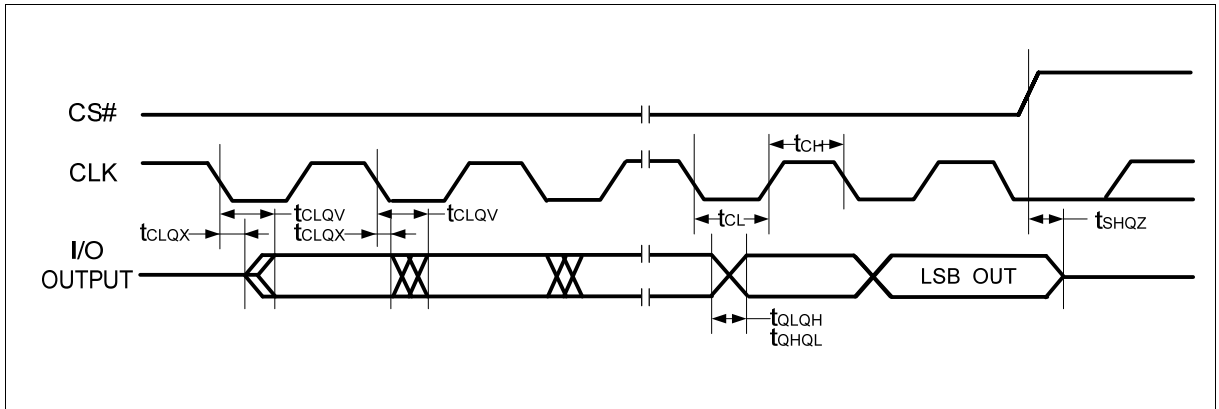 CS#
CLK
tCH
tCLQV
tCLQV
tCL
tCLQX
tCLQX
tSHQZ
I/O
OUTPUT
LSB OUT
tQLQH
tQHQL